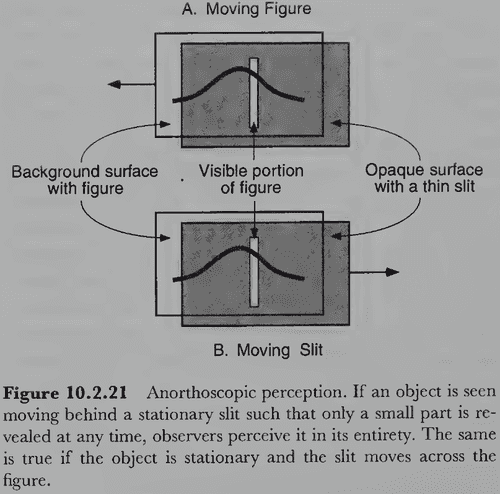 A. Moving Figure
Background surface
with figure
Visible portion
of figure
Opaque surface
with a thin slit
B. Moving Slit
Figure 10.2.21 Anorthoscopic perception. If an object is seen
moving behind a stationary slit such that only a small part is re-
vealed at any time, observers perceive it in its entirety. The same
is true if the object is stationary and the slit moves across the
figure.